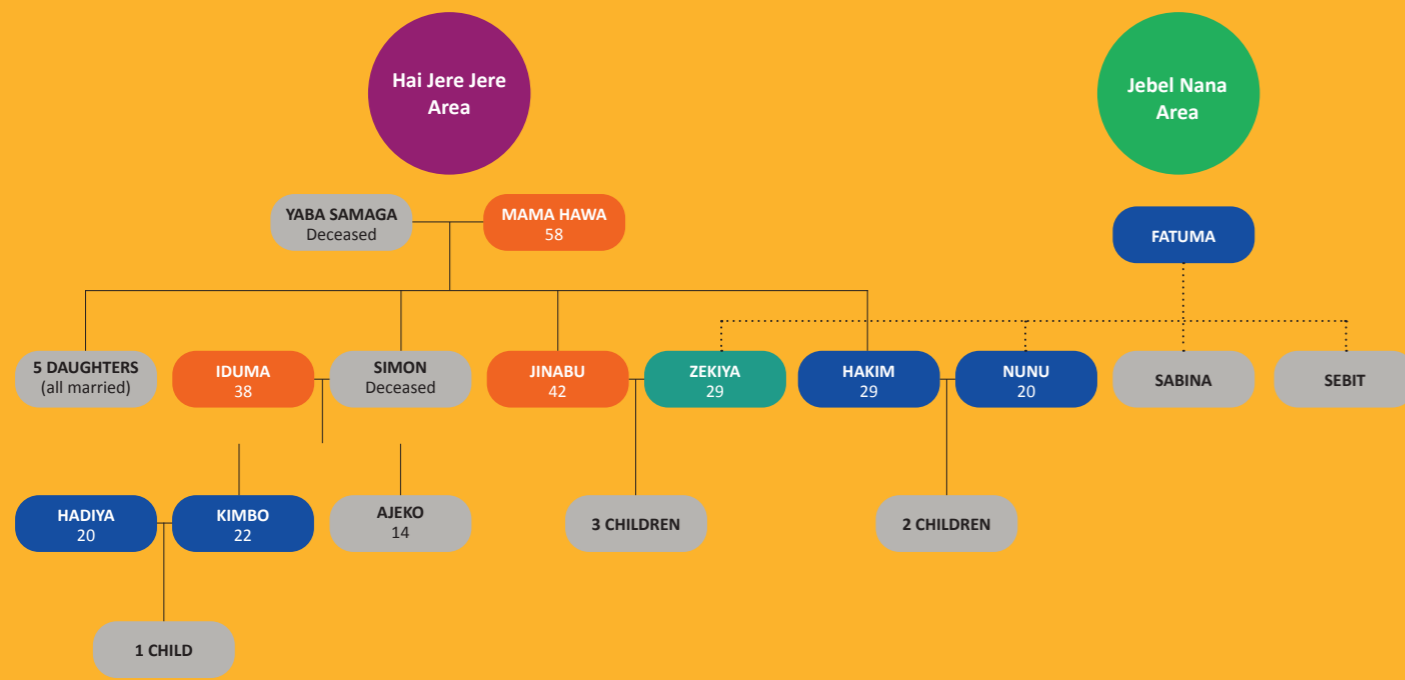 Hai Jere Jere
Area
Jebel Nana
Area
YABA SAMAGA
Deceased
MAMA HAWA
58
FATUMA
5 DAUGHTERS
(all married)
IDUMA
38
SIMON
Deceased
JINABU
42
ZEKIYA
29
HAKIM
29
NUNU
20
SABINA
SEBIT
HADIYA
20
KIMBO
22
AJEKO
14
3 CHILDREN
2 CHILDREN
1 CHILD